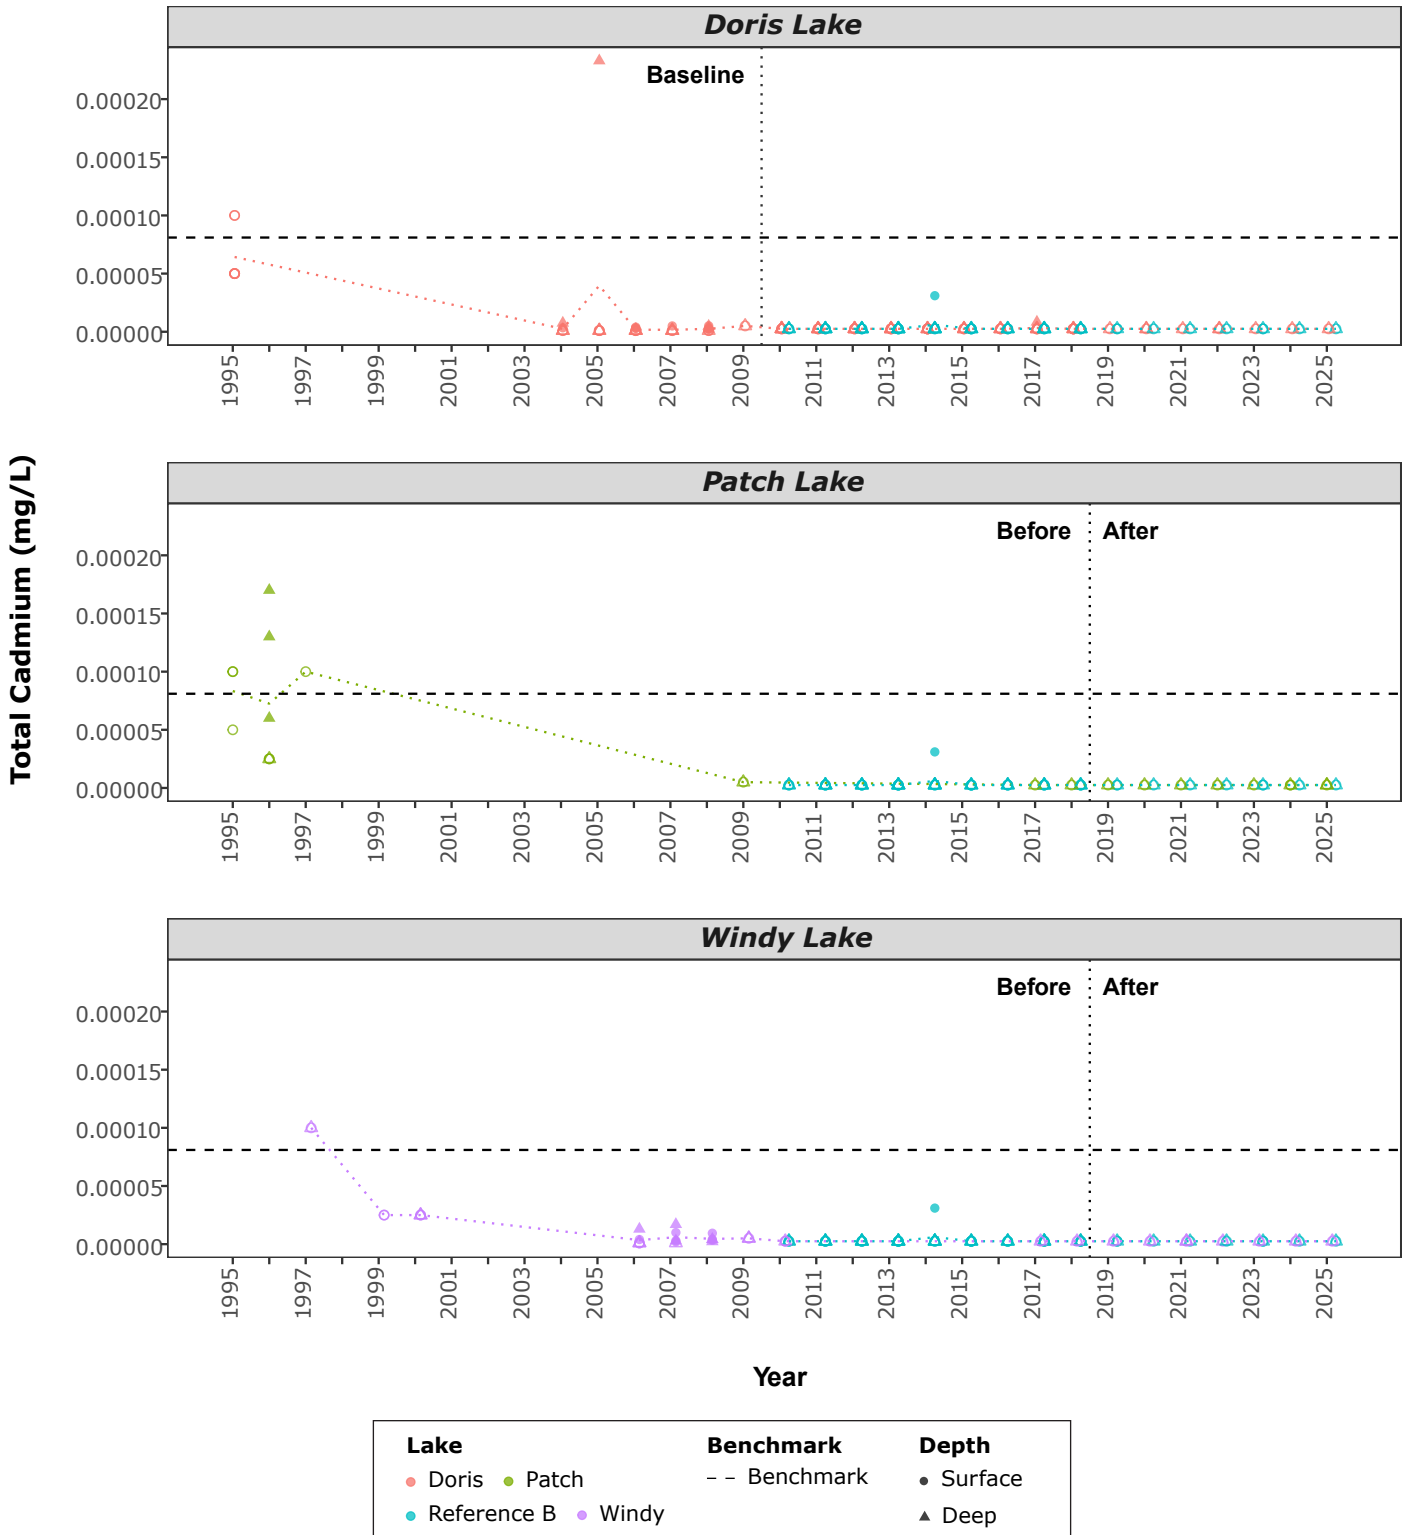 Doris Lake
Baseline
0.00020
0.00015
0.00010
0.00005
0.00000
1995 1997 1999 2001 2003 2005 2007 2009 2011 2013 2015 2017 2019 2021 2023 2025
Total Cadmium (mg/L)
Patch Lake
Before After
0.00020
0.00015
0.00010
0.00005
0.00000
1995 1997 1999 2001 2003 2005 2007 2009 2011 2013 2015 2017 2019 2021 2023 2025
Windy Lake
Before After
0.00020
0.00015
0.00010
0.00005
0.00000
1995 1997 1999 2001 2003 2005 2007 2009 2011 2013 2015 2017 2019 2021 2023 2025
Year
Lake Benchmark Depth
Doris Patch Benchmark Surface
Reference B Windy Deep